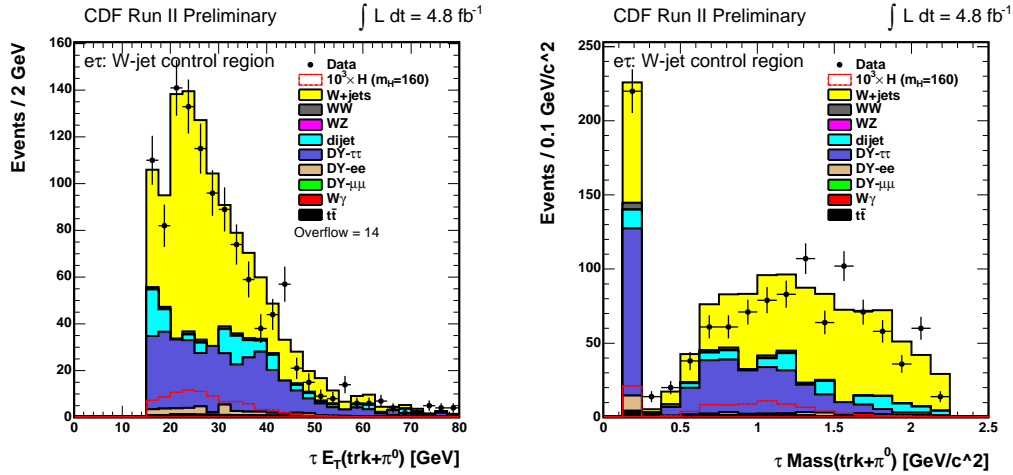 CDF Run II Preliminary
∫ L dt = 4.8 fb⁻¹
eτ: W-jet control region
Events / 2 GeV
160
140
120
100
80
60
40
20
0
Data
10³× H (m_H=160)
W+jets
WW
WZ
dijet
DY-ττ
DY-ee
DY-μμ
Wγ
tt̄
Overflow = 14
0 10 20 30 40 50 60 70 80
τ E_T(trk+π⁰) [GeV]
CDF Run II Preliminary
∫ L dt = 4.8 fb⁻¹
eτ: W-jet control region
Events / 0.1 GeV/c^2
250
200
150
100
50
0
Data
10³× H (m_H=160)
W+jets
WW
WZ
dijet
DY-ττ
DY-ee
DY-μμ
Wγ
tt̄
0 0.5 1 1.5 2 2.5
τ Mass(trk+π⁰) [GeV/c^2]